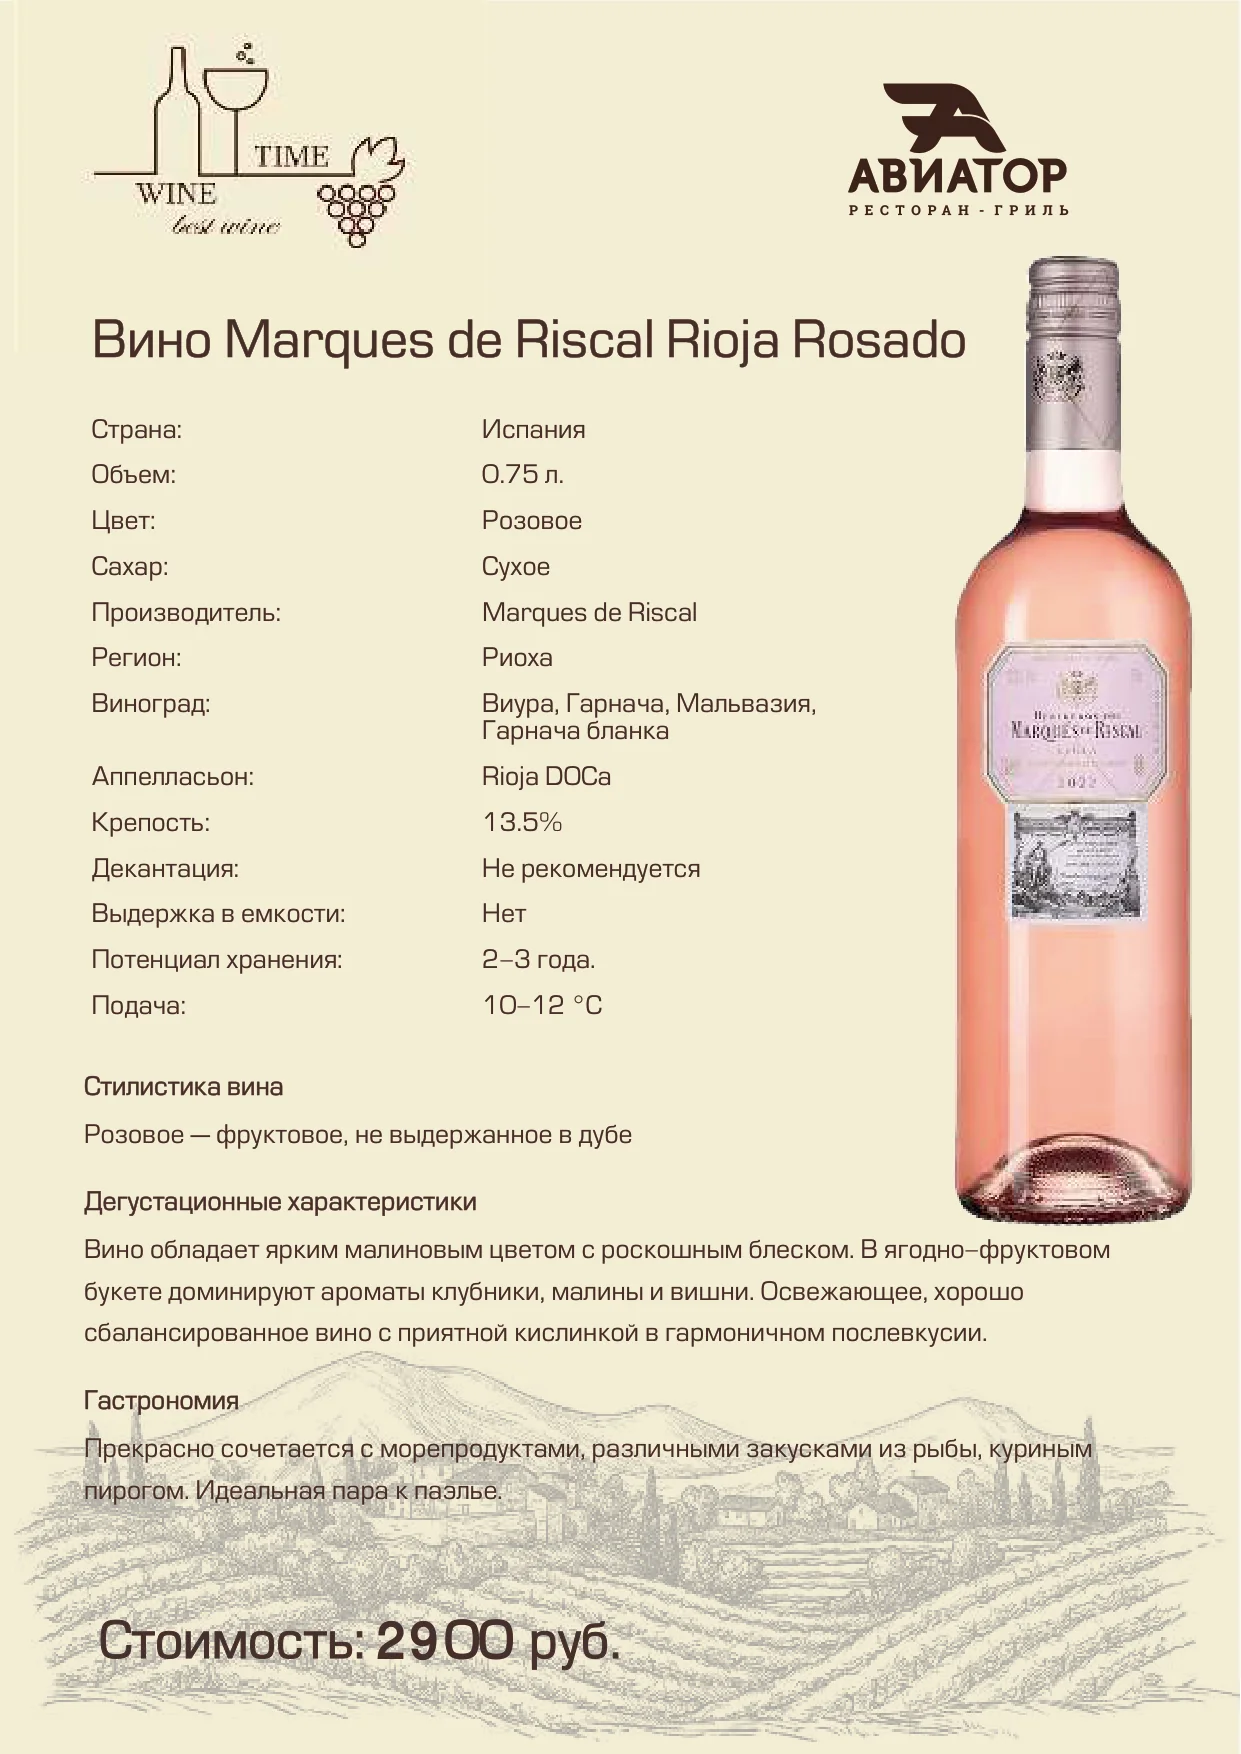 TIME
WINE
best wine
АВИАТОР
РЕСТОРАН - ГРИЛЬ
Вино Marques de Riscal Rioja Rosado
Страна: Испания
Объем: 0.75 л.
Цвет: Розовое
Сахар: Сухое
Производитель: Marques de Riscal
Регион: Риоха
Виноград: Виура, Гарнача, Мальвазия,
Гарнача бланка
Аппелласьон: Rioja DOCa
Крепость: 13.5%
Декантация: Не рекомендуется
Выдержка в емкости: Нет
Потенциал хранения: 2–3 года.
Подача: 10–12 °C
MARQUÉS DE RISCAL
2022
Стилистика вина
Розовое — фруктовое, не выдержанное в дубе
Дегустационные характеристики
Вино обладает ярким малиновым цветом с роскошным блеском. В ягодно–фруктовом
букете доминируют ароматы клубники, малины и вишни. Освежающее, хорошо
сбалансированное вино с приятной кислинкой в гармоничном послевкусии.
Гастрономия
Прекрасно сочетается с морепродуктами, различными закусками из рыбы, куриным
пирогом. Идеальная пара к паэлье.
Стоимость: 2900 руб.